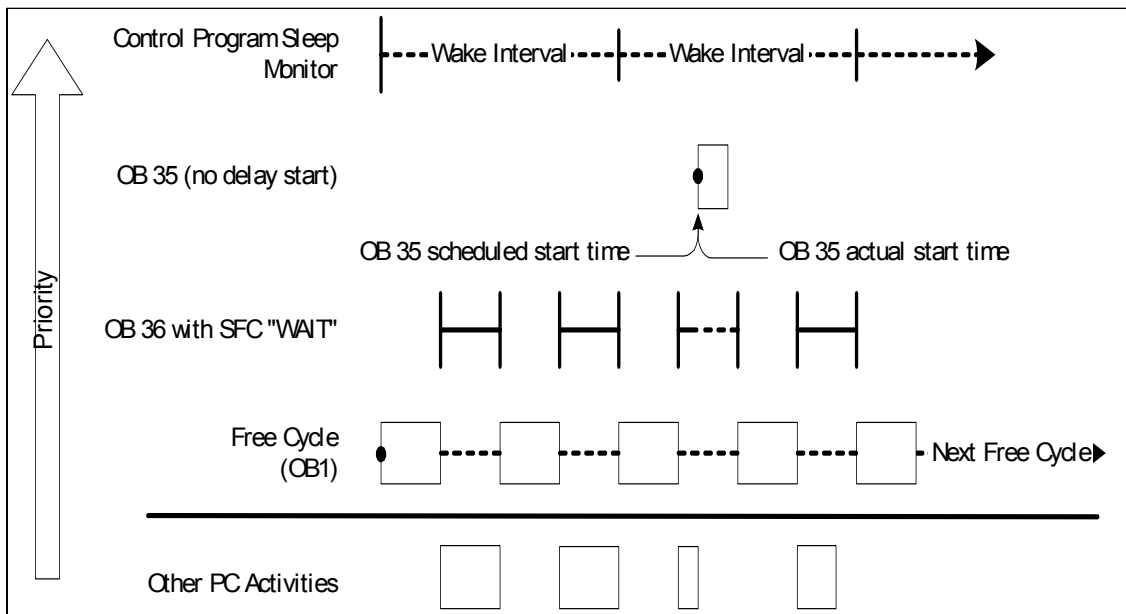 Control Program Sleep
Monitor
Wake Interval
Wake Interval
OB 35 (no delay start)
OB 35 scheduled start time
OB 35 actual start time
Priority
OB 36 with SFC "WAIT"
Free Cycle
(OB1)
Next Free Cycle
Other PC Activities